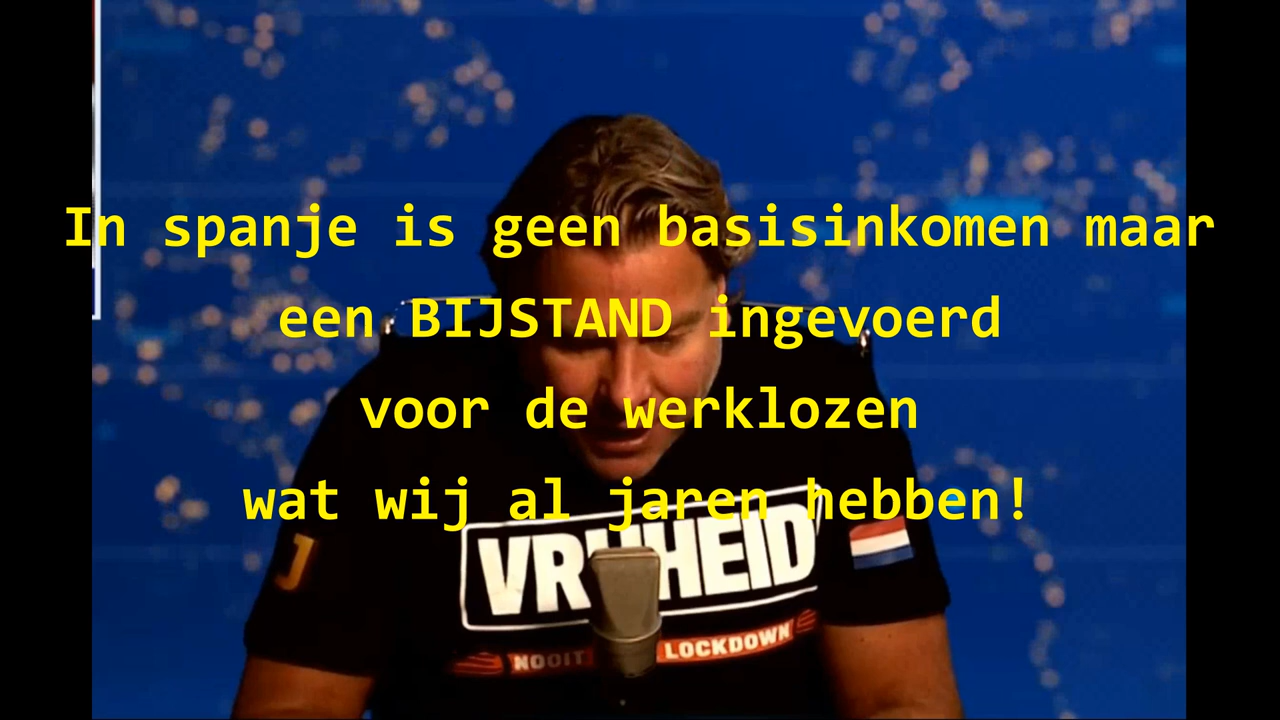 In spanje is geen basisinkomen maar
een BIJSTAND ingevoerd
voor de werklozen
wat wij al jaren hebben!
J
NOOIT LOCKDOWN